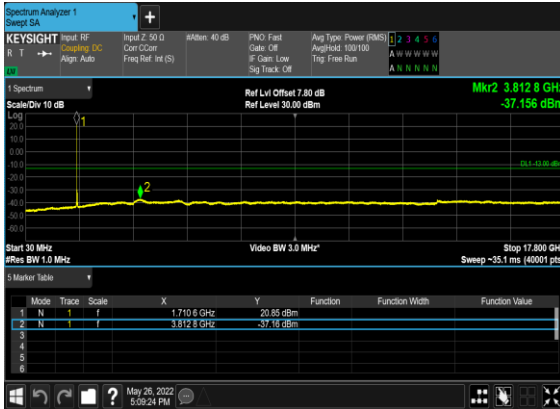 Spectrum Analyzer 1
Swept SA
+
KEYSIGHT Input: RF Input Z: 50 Ω #Atten: 40 dB PNO: Fast Avg Type: Power (RMS) 1 2 3 4 5 6
R T Coupling: DC Corr CCorr Gate: Off Avg|Hold: 100/100 A W W W W W
Align: Auto Freq Ref: Int (S) IF Gain: Low Trig: Free Run
Sig Track: Off A N N N N N
1 Spectrum Ref Lvl Offset 7.80 dB Mkr2 3.812 8 GHz
Scale/Div 10 dB Ref Level 30.00 dBm -37.156 dBm
Log
20.0
10.0
0.00
-10.0 DL1 -13.00 dBm
-20.0
-30.0
-40.0
-50.0
-60.0
1
2
Start 30 MHz Video BW 3.0 MHz* Stop 17.800 GHz
#Res BW 1.0 MHz Sweep ~35.1 ms (40001 pts)
5 Marker Table
Mode Trace Scale X Y Function Function Width Function Value
1 N 1 f 1.710 6 GHz 20.85 dBm
2 N 1 f 3.812 8 GHz -37.16 dBm
3
4
5
6
? May 26, 2022
5:09:24 PM